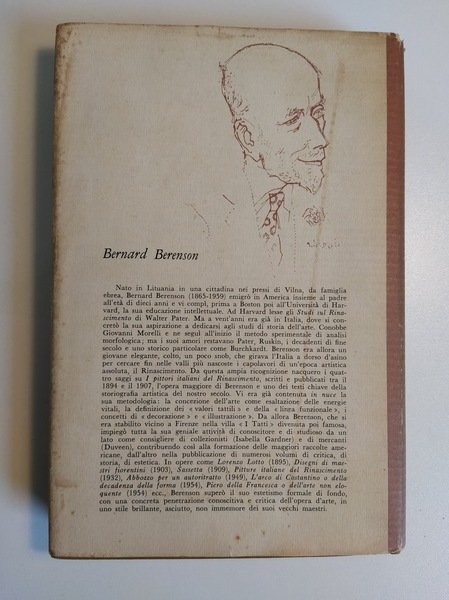 Bernard Berenson
Nato in Lituania in una cittadina nei pressi di Vilna, da famiglia
ebrea, Bernard Berenson (1865-1959) emigrò in America insieme al padre
all'età di dieci anni e vi compì, prima a Boston poi all'Università di Har-
vard, la sua educazione intellettuale. Ad Harvard lesse gli Studi sul Rina-
scimento di Walter Pater. Ma a vent'anni era già in Italia, dove si con-
cretò la sua aspirazione a dedicarsi agli studi di storia dell'arte. Conobbe
Giovanni Morelli e ne seguì all'inizio il metodo sperimentale di analisi
morfologica; ma i suoi amori restavano Pater, Ruskin, i decadenti di fine
secolo e uno storico particolare come Burckhardt. Berenson era allora un
giovane elegante, colto, un poco snob, che girava l'Italia a dorso d'asino
per cercar fin nelle valli più nascoste i capolavori di un'epoca artistica
assoluta, il Rinascimento. Da questa ampia ricognizione nacquero i quat-
tro saggi su I pittori italiani del Rinascimento, scritti e pubblicati tra il
1894 e il 1907, l'opera maggiore di Berenson e uno dei testi chiave della
storiografia artistica del nostro secolo. Vi era già contenuta in nuce la
sua metodologia: la concezione dell'arte come esaltazione delle energie
vitali, la definizione dei « valori tattili » e della « linea funzionale », i
concetti di « decorazione » e « illustrazione ». Da allora Berenson, che si
era stabilito vicino a Firenze nella villa « I Tatti » divenuta poi famosa,
impiegò tutta la sua geniale attività di conoscitore e di studioso da un
lato come consigliere di collezionisti (Isabella Gardner) e di mercanti
(Duveen), contribuendo così alla formazione delle maggiori raccolte ame-
ricane, dall'altro nella pubblicazione di numerosi volumi di critica, di
storia, di estetica. In opere come Lorenzo Lotto (1895), Disegni di mae-
stri fiorentini (1903), Sassetta (1909), Pitture italiane del Rinascimento
(1932), Abbozzo per un autoritratto (1949), L'arco di Costantino o della
decadenza della forma (1954), Piero della Francesca o dell'arte non elo-
quente (1954) ecc., Berenson superò il suo estetismo formale di fondo,
con una concreta penetrazione conoscitiva e critica dell'opera d'arte, in
uno stile brillante, asciutto, non immemore dei suoi vecchi maestri.